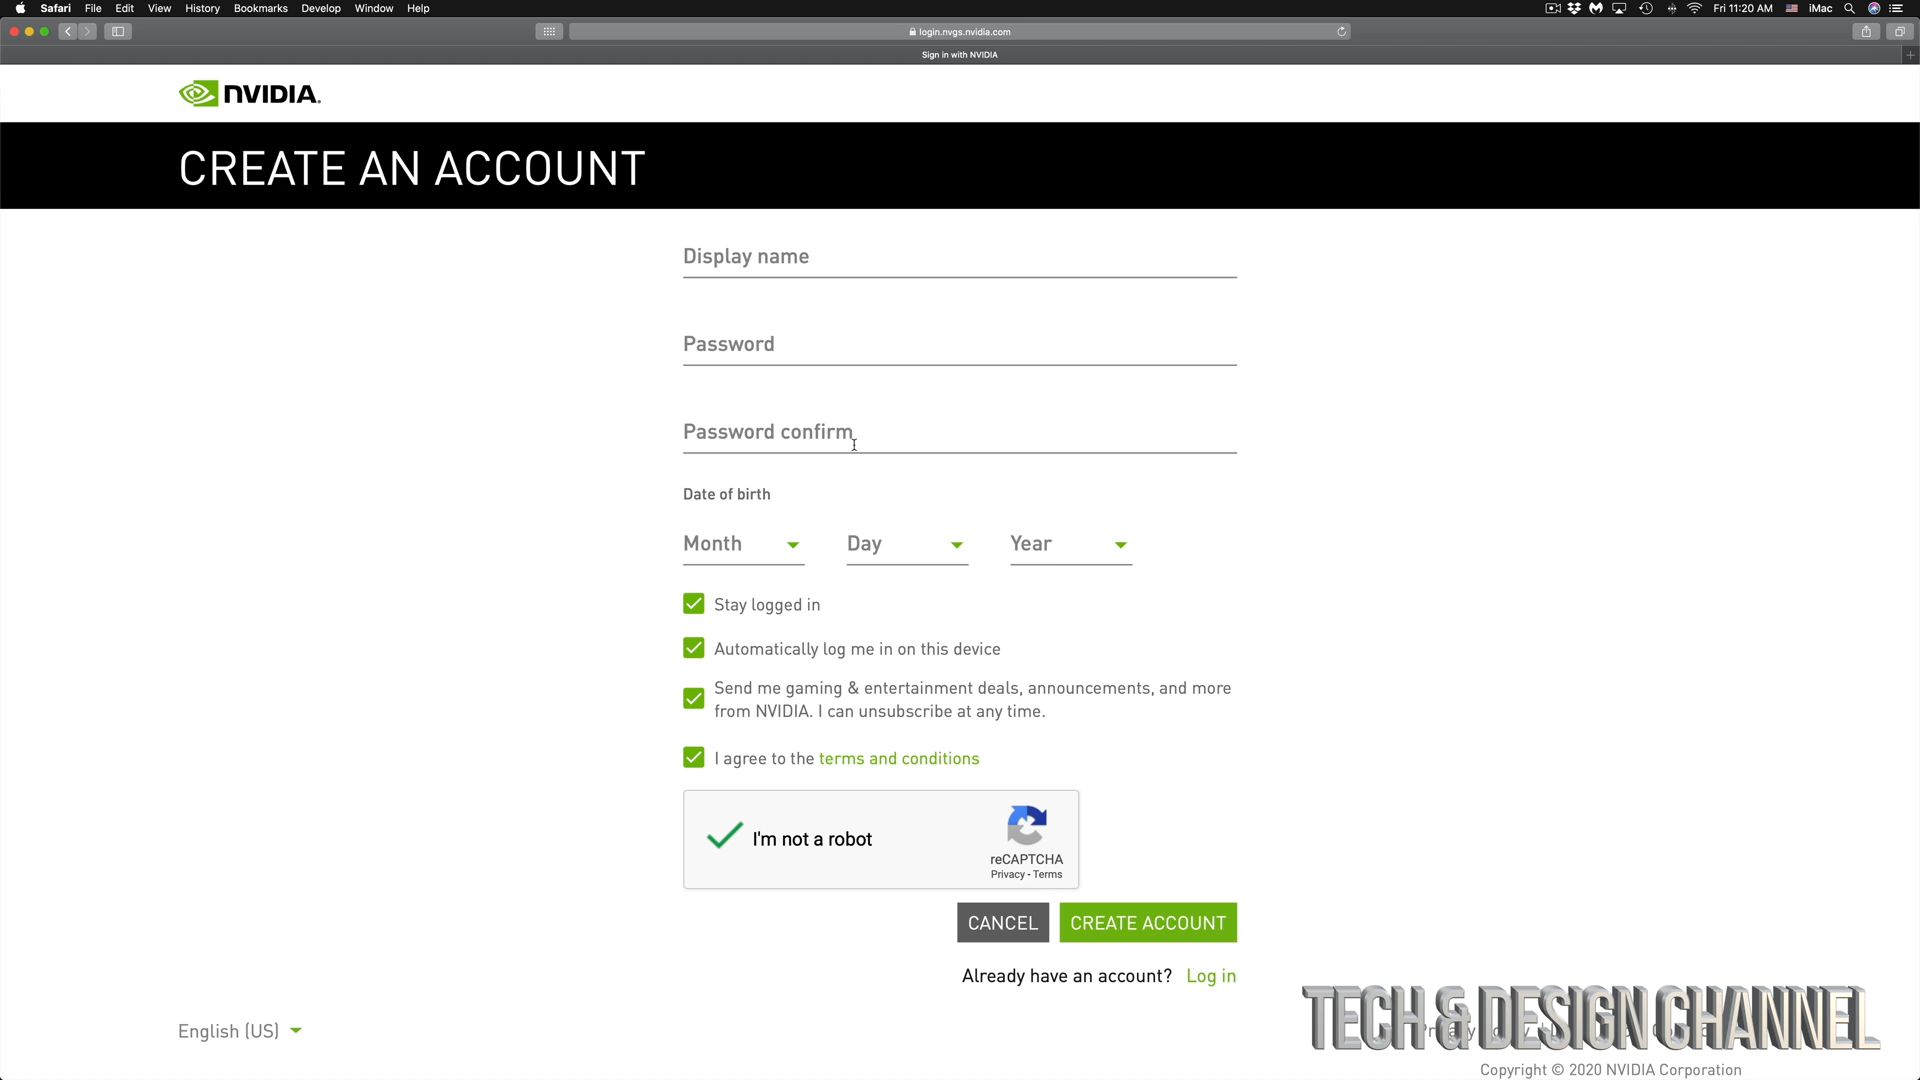 Safari File Edit View History Bookmarks Develop Window Help
Fri 11:20 AM iMac
login.nvgs.nvidia.com
Sign in with NVIDIA
NVIDIA.
CREATE AN ACCOUNT
Display name
Password
Password confirm
Date of birth
Month Day Year
Stay logged in
Automatically log me in on this device
Send me gaming & entertainment deals, announcements, and more
from NVIDIA. I can unsubscribe at any time.
I agree to the terms and conditions
I'm not a robot
reCAPTCHA
Privacy - Terms
CANCEL CREATE ACCOUNT
Already have an account? Log in
English (US)
TECH & DESIGN CHANNEL
Copyright © 2020 NVIDIA Corporation